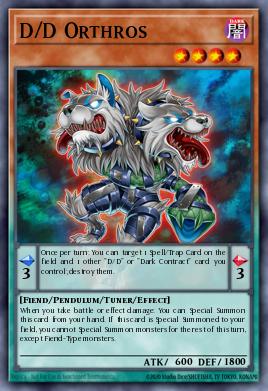 D/D Orthros
DARK
闇
Once per turn: You can target 1 Spell/Trap Card on the
field and 1 other "D/D" or "Dark Contract" card you
control; destroy them.
3
3
[Fiend/Pendulum/Tuner/Effect]
When you take battle or effect damage: You can Special Summon
this card from your hand. If this card is Special Summoned, to your
field, you cannot Special Summon monsters for the rest of this turn,
except Fiend-Type monsters.
ATK/ 600 DEF/1800